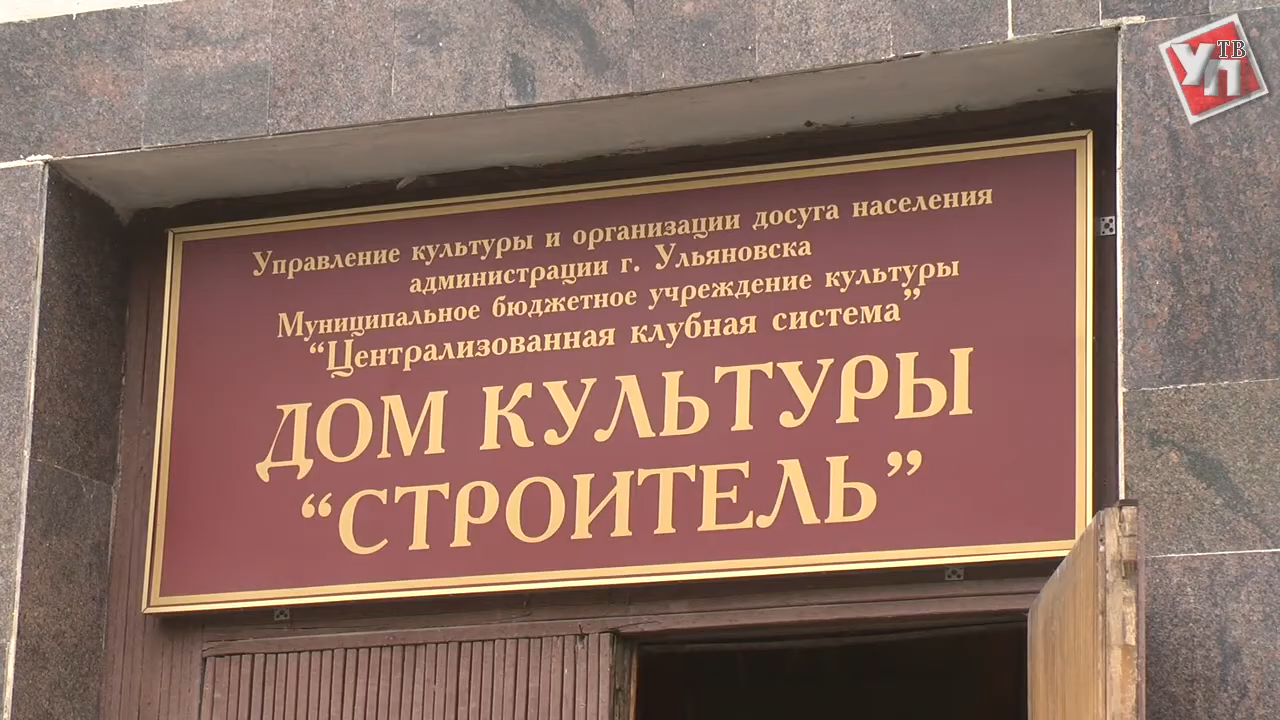 УП ТВ
Управление культуры и организации досуга населения
администрации г. Ульяновска
Муниципальное бюджетное учреждение культуры
“Централизованная клубная система”
ДОМ КУЛЬТУРЫ
“СТРОИТЕЛЬ”